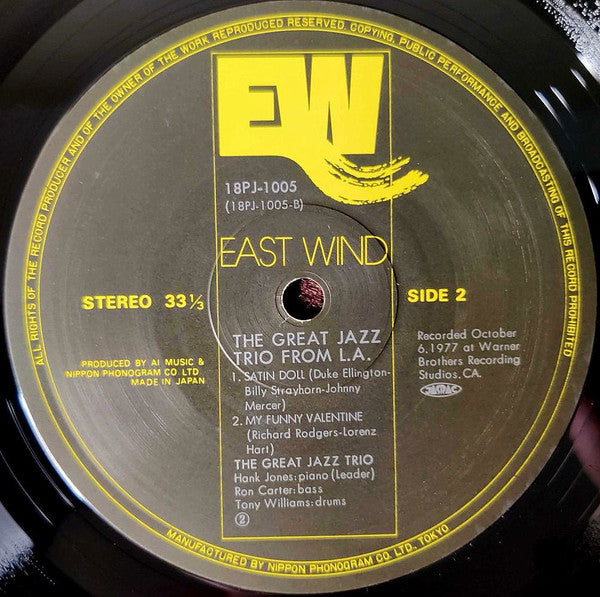 ALL RIGHTS OF THE RECORD PRODUCER AND OF THE OWNER OF THE WORK REPRODUCED RESERVED. COPYING, PUBLIC PERFORMANCE AND BROADCASTING OF THIS RECORD PROHIBITED
EW
18PJ-1005
(18PJ-1005-B)
EAST WIND
STEREO 33⅓
SIDE 2
THE GREAT JAZZ
TRIO FROM L.A.
PRODUCED BY AI MUSIC &
NIPPON PHONOGRAM CO LTD
MADE IN JAPAN
Recorded October
6.1977 at Warner
Brothers Recording
Studios, CA.
JASRAC
1. SATIN DOLL (Duke Ellington-
Billy Strayhorn-Johnny
Mercer)
2. MY FUNNY VALENTINE
(Richard Rodgers-Lorenz
Hart)
THE GREAT JAZZ TRIO
Hank Jones:piano (Leader)
Ron Carter:bass
Tony Williams:drums
②
MANUFACTURED BY NIPPON PHONOGRAM CO., LTD., TOKYO